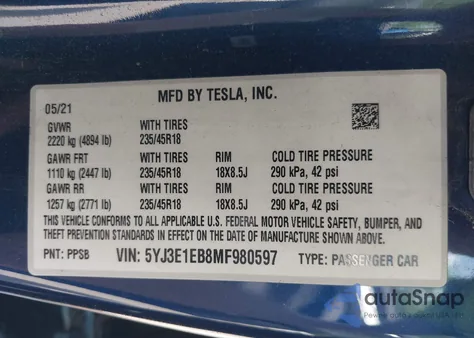 MFD BY TESLA, INC.
05/21
GVWR WITH TIRES
2220 kg (4894 lb) 235/45R18
GAWR FRT WITH TIRES RIM COLD TIRE PRESSURE
1110 kg (2447 lb) 235/45R18 18X8.5J 290 kPa, 42 psi
GAWR RR WITH TIRES RIM COLD TIRE PRESSURE
1257 kg (2771 lb) 235/45R18 18X8.5J 290 kPa, 42 psi
THIS VEHICLE CONFORMS TO ALL APPLICABLE U.S. FEDERAL MOTOR VEHICLE SAFETY, BUMPER, AND
THEFT PREVENTION STANDARDS IN EFFECT ON THE DATE OF MANUFACTURE SHOWN ABOVE.
PNT: PPSB VIN: 5YJ3E1EB8MF980597 TYPE: PASSENGER CAR
autoSnap